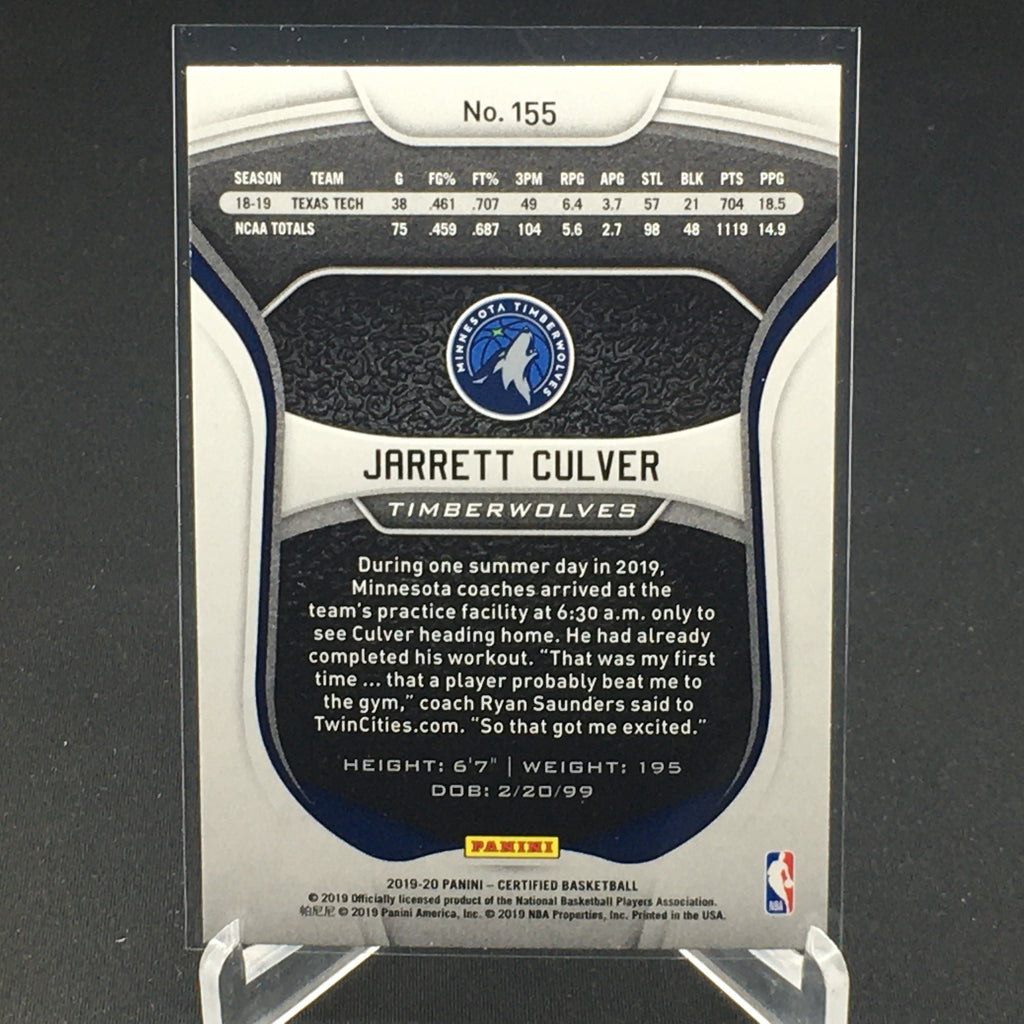 No. 155
SEASON TEAM G FG% FT% 3PM RPG APG STL BLK PTS PPG
18-19 TEXAS TECH 38 .461 .707 49 6.4 3.7 57 21 704 18.5
NCAA TOTALS 75 .459 .687 104 5.6 2.7 98 48 1119 14.9
MINNESOTA TIMBERWOLVES
JARRETT CULVER
TIMBERWOLVES
During one summer day in 2019,
Minnesota coaches arrived at the
team's practice facility at 6:30 a.m. only to
see Culver heading home. He had already
completed his workout. "That was my first
time ... that a player probably beat me to
the gym," coach Ryan Saunders said to
TwinCities.com. "So that got me excited."
HEIGHT: 6'7" | WEIGHT: 195
DOB: 2/20/99
PANINI
2019-20 PANINI – CERTIFIED BASKETBALL
© 2019 Officially licensed product of the National Basketball Players Association.
帕尼尼 © 2019 Panini America, Inc. © 2019 NBA Properties, Inc. Printed in the USA.
NBA